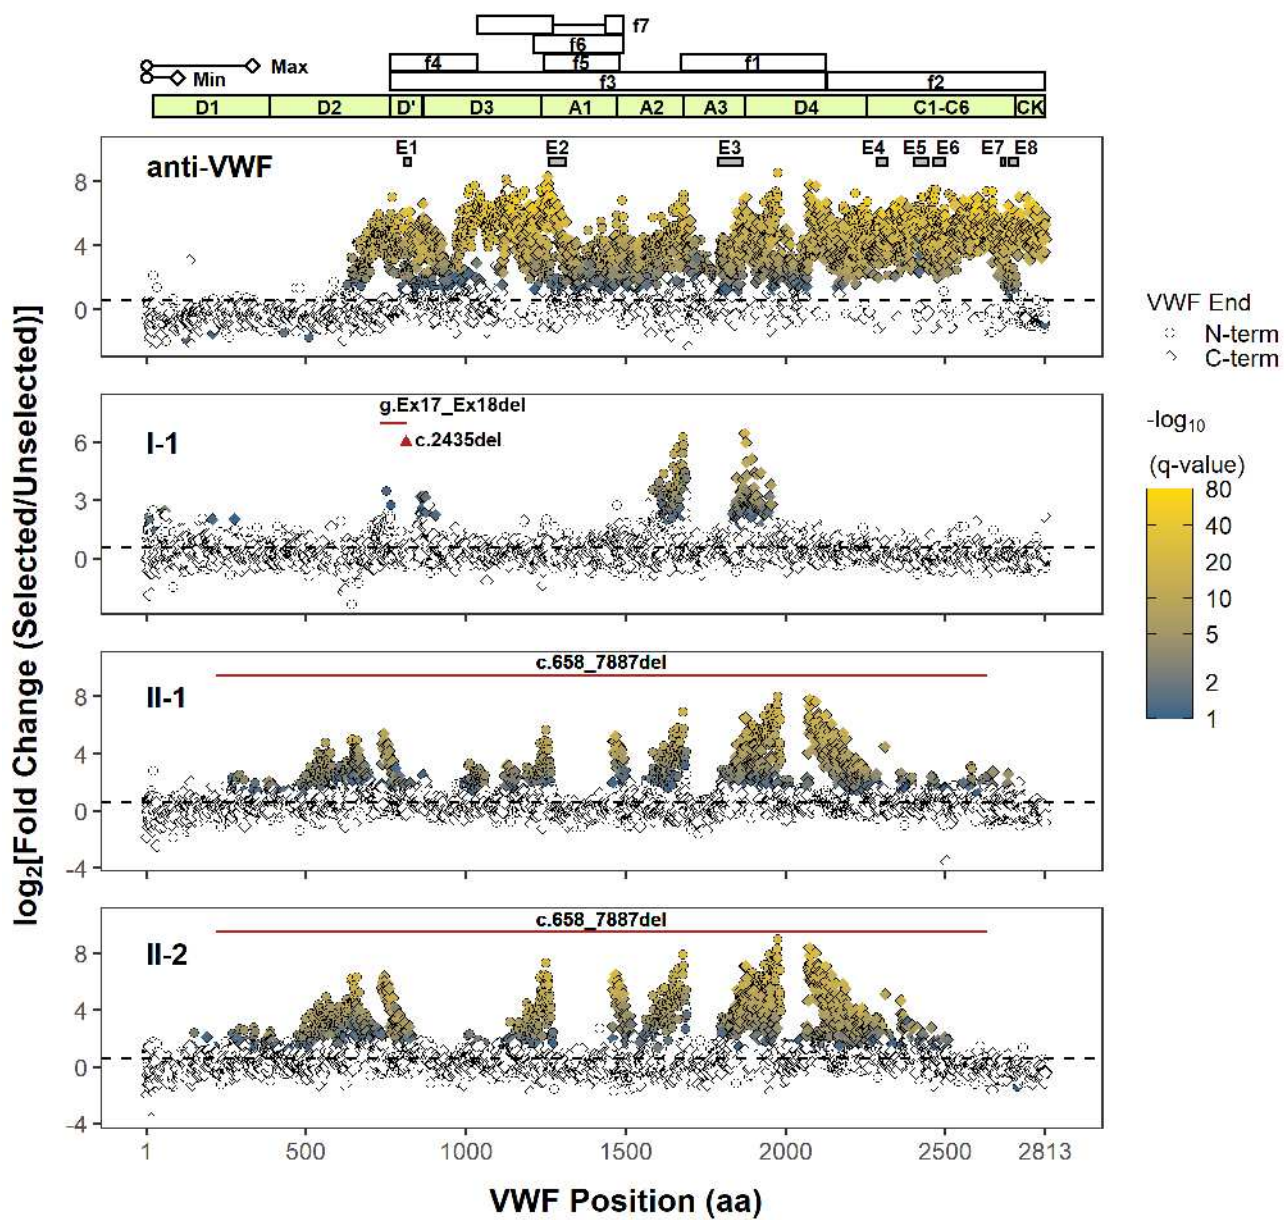 f7
f6
f4 f5 f1
Max
Min
f3 f2
D1 D2 D' D3 A1 A2 A3 D4 C1-C6 CK
anti-VWF
E1 E2 E3 E4 E5 E6 E7 E8
8
4
0
g.Ex17_Ex18del
I-1
c.2435del
6
3
0
c.658_7887del
II-1
8
4
0
-4
c.658_7887del
II-2
8
4
0
-4
1 500 1000 1500 2000 2500 2813
VWF Position (aa)
log2[Fold Change (Selected/Unselected)]
VWF End
N-term
C-term
-log10
(q-value)
80
40
20
10
5
2
1